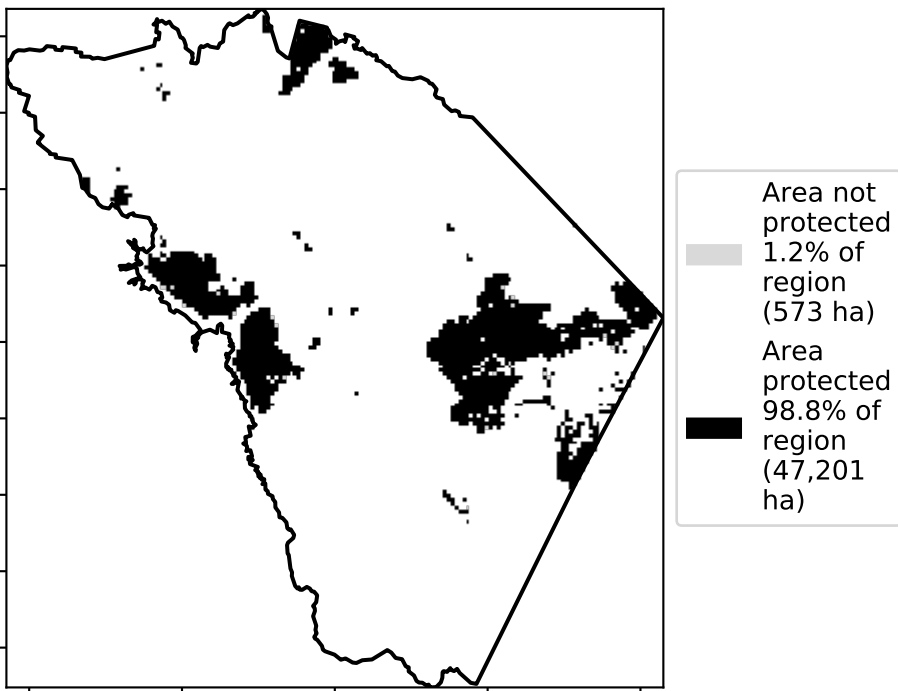 Area not
protected
1.2% of
region
(573 ha)
Area
protected
98.8% of
region
(47,201
ha)